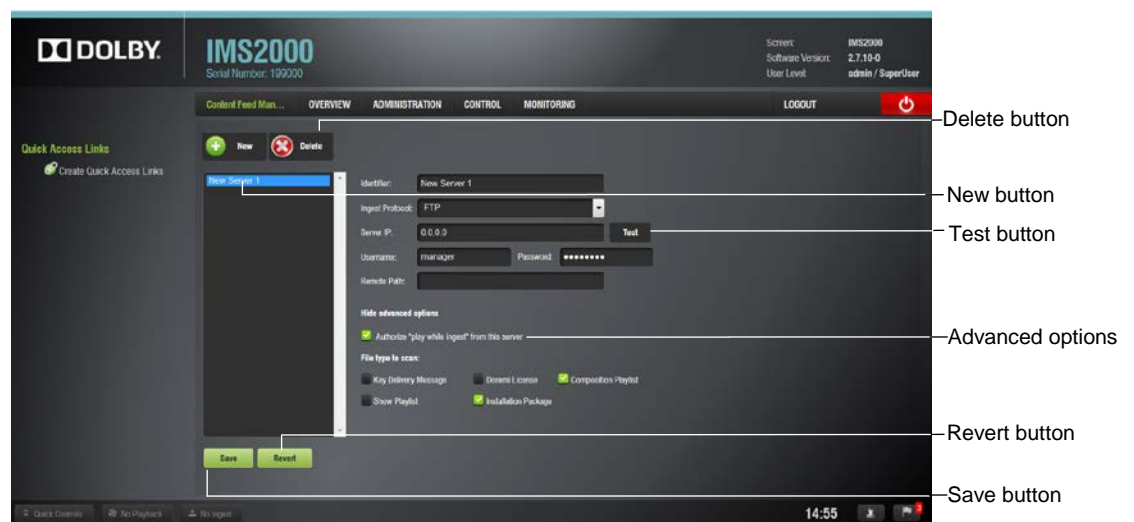 DOLBY.
IMS2000
Serial Number: 199000
Screen: IMS2000
Software Version: 2.7.10-0
User Level: admin / SuperUser
Content Feed Man... OVERVIEW ADMINISTRATION CONTROL MONITORING LOGOUT
Delete button
Quick Access Links
New Delete
Create Quick Access Links
New Server 1
Identifier: New Server 1
New button
Ingest Protocol: FTP
Server IP: 0.0.0.0 Test
Test button
Username: manager Password: ••••••••
Remote Path:
Hide advanced options
Authorize "play while ingest" from this server
Advanced options
File type to scan:
Key Delivery Message Doremi License Composition Playlist
Show Playlist Installation Package
Revert button
Save Revert
Save button
Quick Controls No Playback No Ingest 14:55 3